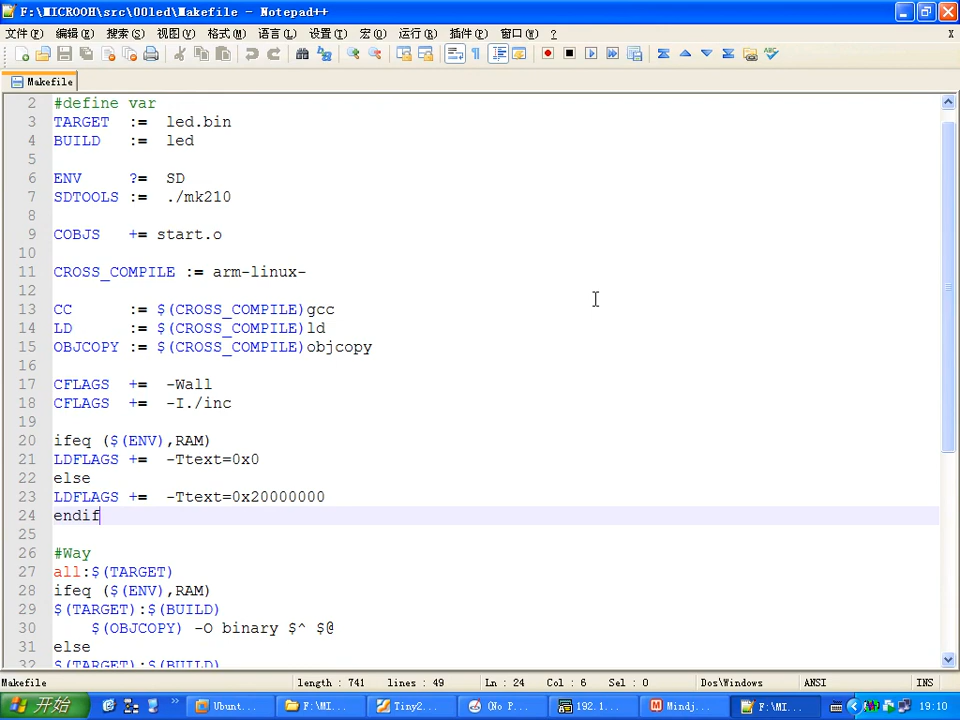 F:\MICROOH\src\00led\Makefile - Notepad++
文件(F) 编辑(E) 搜索(S) 视图(V) 格式(M) 语言(L) 设置(T) 宏(O) 运行(R) 插件(P) 窗口(W) ? X
Makefile
2 #define var
3 TARGET := led.bin
4 BUILD := led
5
6 ENV ?= SD
7 SDTOOLS := ./mk210
8
9 COBJS += start.o
10
11 CROSS_COMPILE := arm-linux-
12
13 CC := $(CROSS_COMPILE)gcc
14 LD := $(CROSS_COMPILE)ld
15 OBJCOPY := $(CROSS_COMPILE)objcopy
16
17 CFLAGS += -Wall
18 CFLAGS += -I./inc
19
20 ifeq ($(ENV),RAM)
21 LDFLAGS += -Ttext=0x0
22 else
23 LDFLAGS += -Ttext=0x20000000
24 endif
25
26 #Way
27 all:$(TARGET)
28 ifeq ($(ENV),RAM)
29 $(TARGET):$(BUILD)
30 $(OBJCOPY) -O binary $^ $@
31 else
32 $(TARGET):$(BUILD)
Makefile length : 741 lines : 49 Ln : 24 Col : 6 Sel : 0 Dos\Windows ANSI INS
开始 Ubunt... F:\MI... Tiny2... (No P... 192.1... Mindj... F:\MI... 19:10